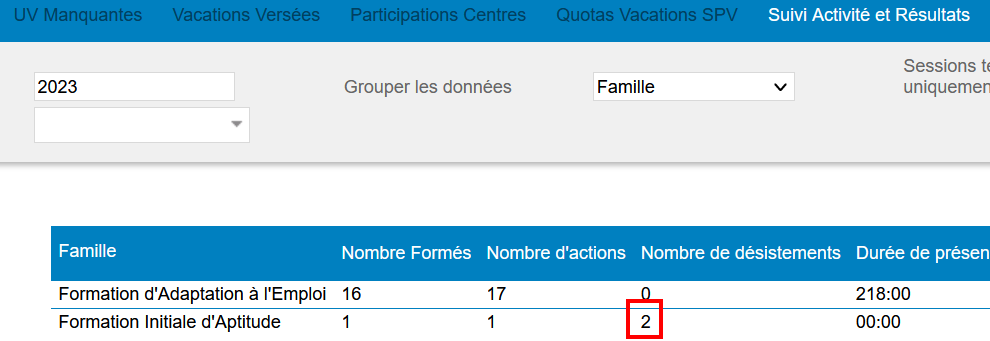 UV Manquantes Vacations Versées Participations Centres Quotas Vacations SPV Suivi Activité et Résultats
Sessions
2023 Grouper les données Famille
Famille Nombre Formés Nombre d'actions Nombre de désistements Durée de présen
Formation d'Adaptation à l'Emploi 16 17 0 218:00
Formation Initiale d'Aptitude 1 1 2 00:00